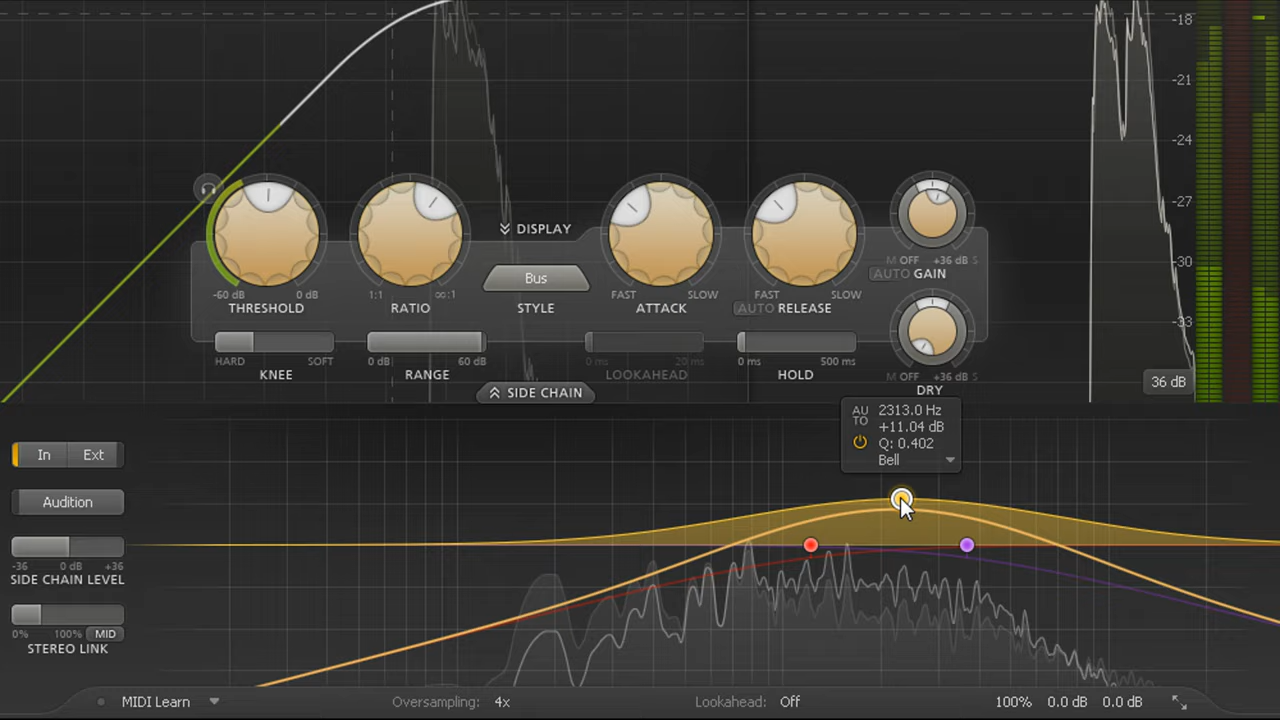 -18
-21
-24
-27
-30
-33
36 dB
-60 dB 0 dB
THRESHOLD
1:1 ∞:1
RATIO
DISPLAY
Bus
STYLE
FAST SLOW
ATTACK
FAST SLOW
AUTO RELEASE
M OFF +36 dB S
AUTO GAIN
HARD SOFT
KNEE
0 dB 60 dB
RANGE
0 ms 20 ms
LOOKAHEAD
0 ms 500 ms
HOLD
M OFF +36 dB S
DRY
SIDE CHAIN
AU
TO
2313.0 Hz
+11.04 dB
Q: 0.402
Bell
In Ext
Audition
-36 0 dB +36
SIDE CHAIN LEVEL
0% 100% MID
STEREO LINK
MIDI Learn Oversampling: 4x Lookahead: Off 100% 0.0 dB 0.0 dB